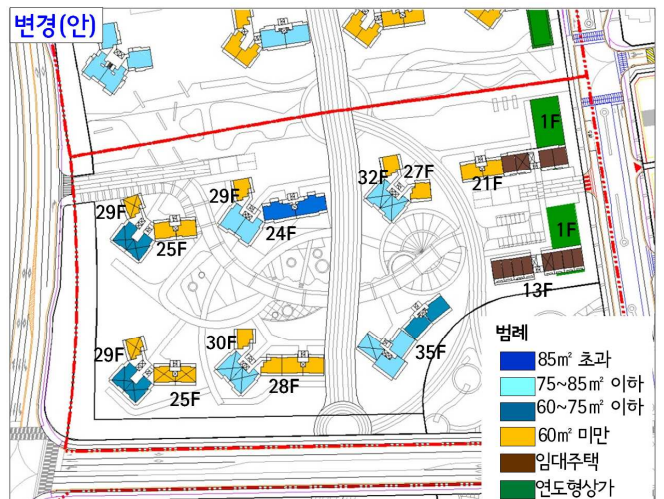 변경(안)
1F
32F
27F
21F
29F
29F
25F
24F
1F
13F
29F
25F
30F
28F
35F
범례
85㎡ 초과
75~85㎡ 이하
60~75㎡ 이하
60㎡ 미만
임대주택
연도형상가